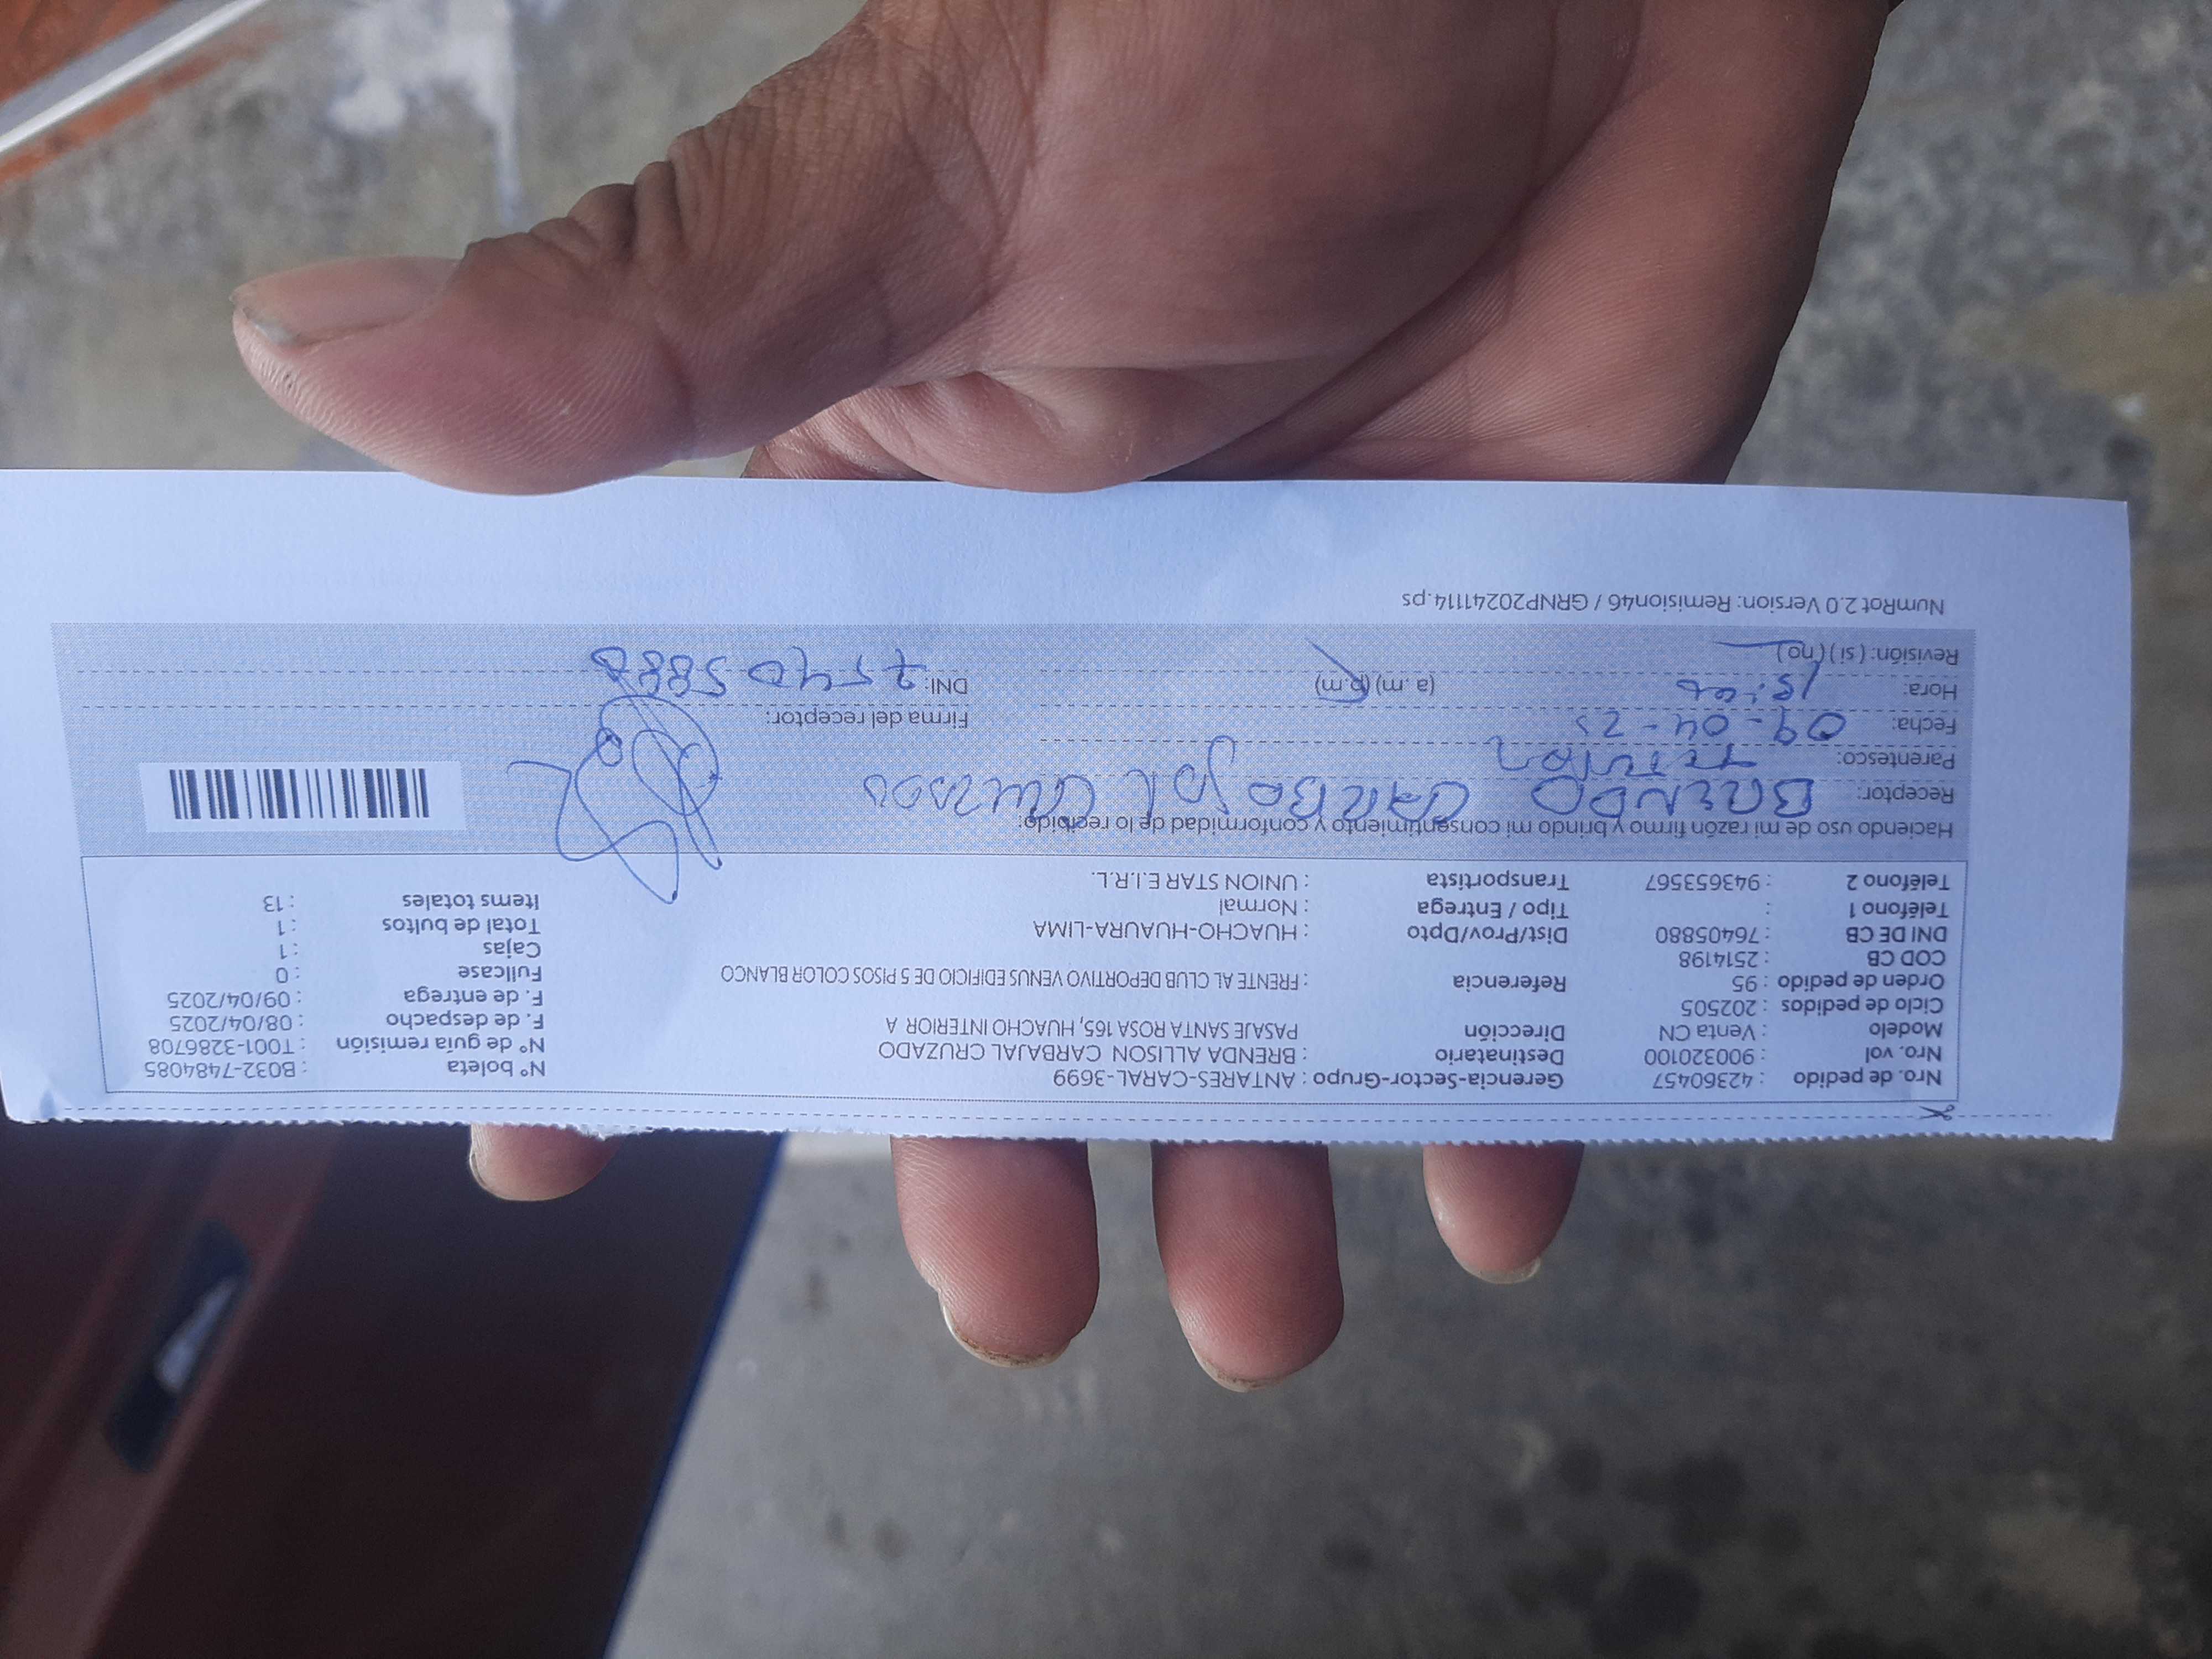 Nro. de pedido : 42360457 Gerencia-Sector-Grupo : ANTARES-CARAL-3699 N° boleta : B032-7484085
Nro. vol : 900320100 Destinatario : BRENDA ALLISON CARBAJAL CRUZADO N° de guía remisión : T001-3286708
Modelo : Venta CN Dirección PASAJE SANTA ROSA 165, HUACHO INTERIOR A F. de despacho : 08/04/2025
Ciclo de pedidos : 202505 F. de entrega : 09/04/2025
Orden de pedido : 95 Referencia : FRENTE AL CLUB DEPORTIVO VENUS EDIFICIO DE 5 PISOS COLOR BLANCO Fullcase : 0
COD CB : 2514198 Cajas : 1
DNI DE CB : 76405880 Dist/Prov/Dpto : HUACHO-HUAURA-LIMA Total de bultos : 1
Teléfono 1 : Tipo / Entrega : Normal Items totales : 13
Teléfono 2 : 943653567 Transportista : UNION STAR E.I.R.L.
Haciendo uso de mi razón firmo y brindo mi consentimiento y conformidad de lo recibido:
Receptor: BRENDA
Parentesco:
Fecha: 09-04-25 Firma del receptor:
Hora: (a.m) (p.m) DNI:
Revisión: ( si ) ( no )
NumRot 2.0 Version: Remision46 / GRNP20241114.ps